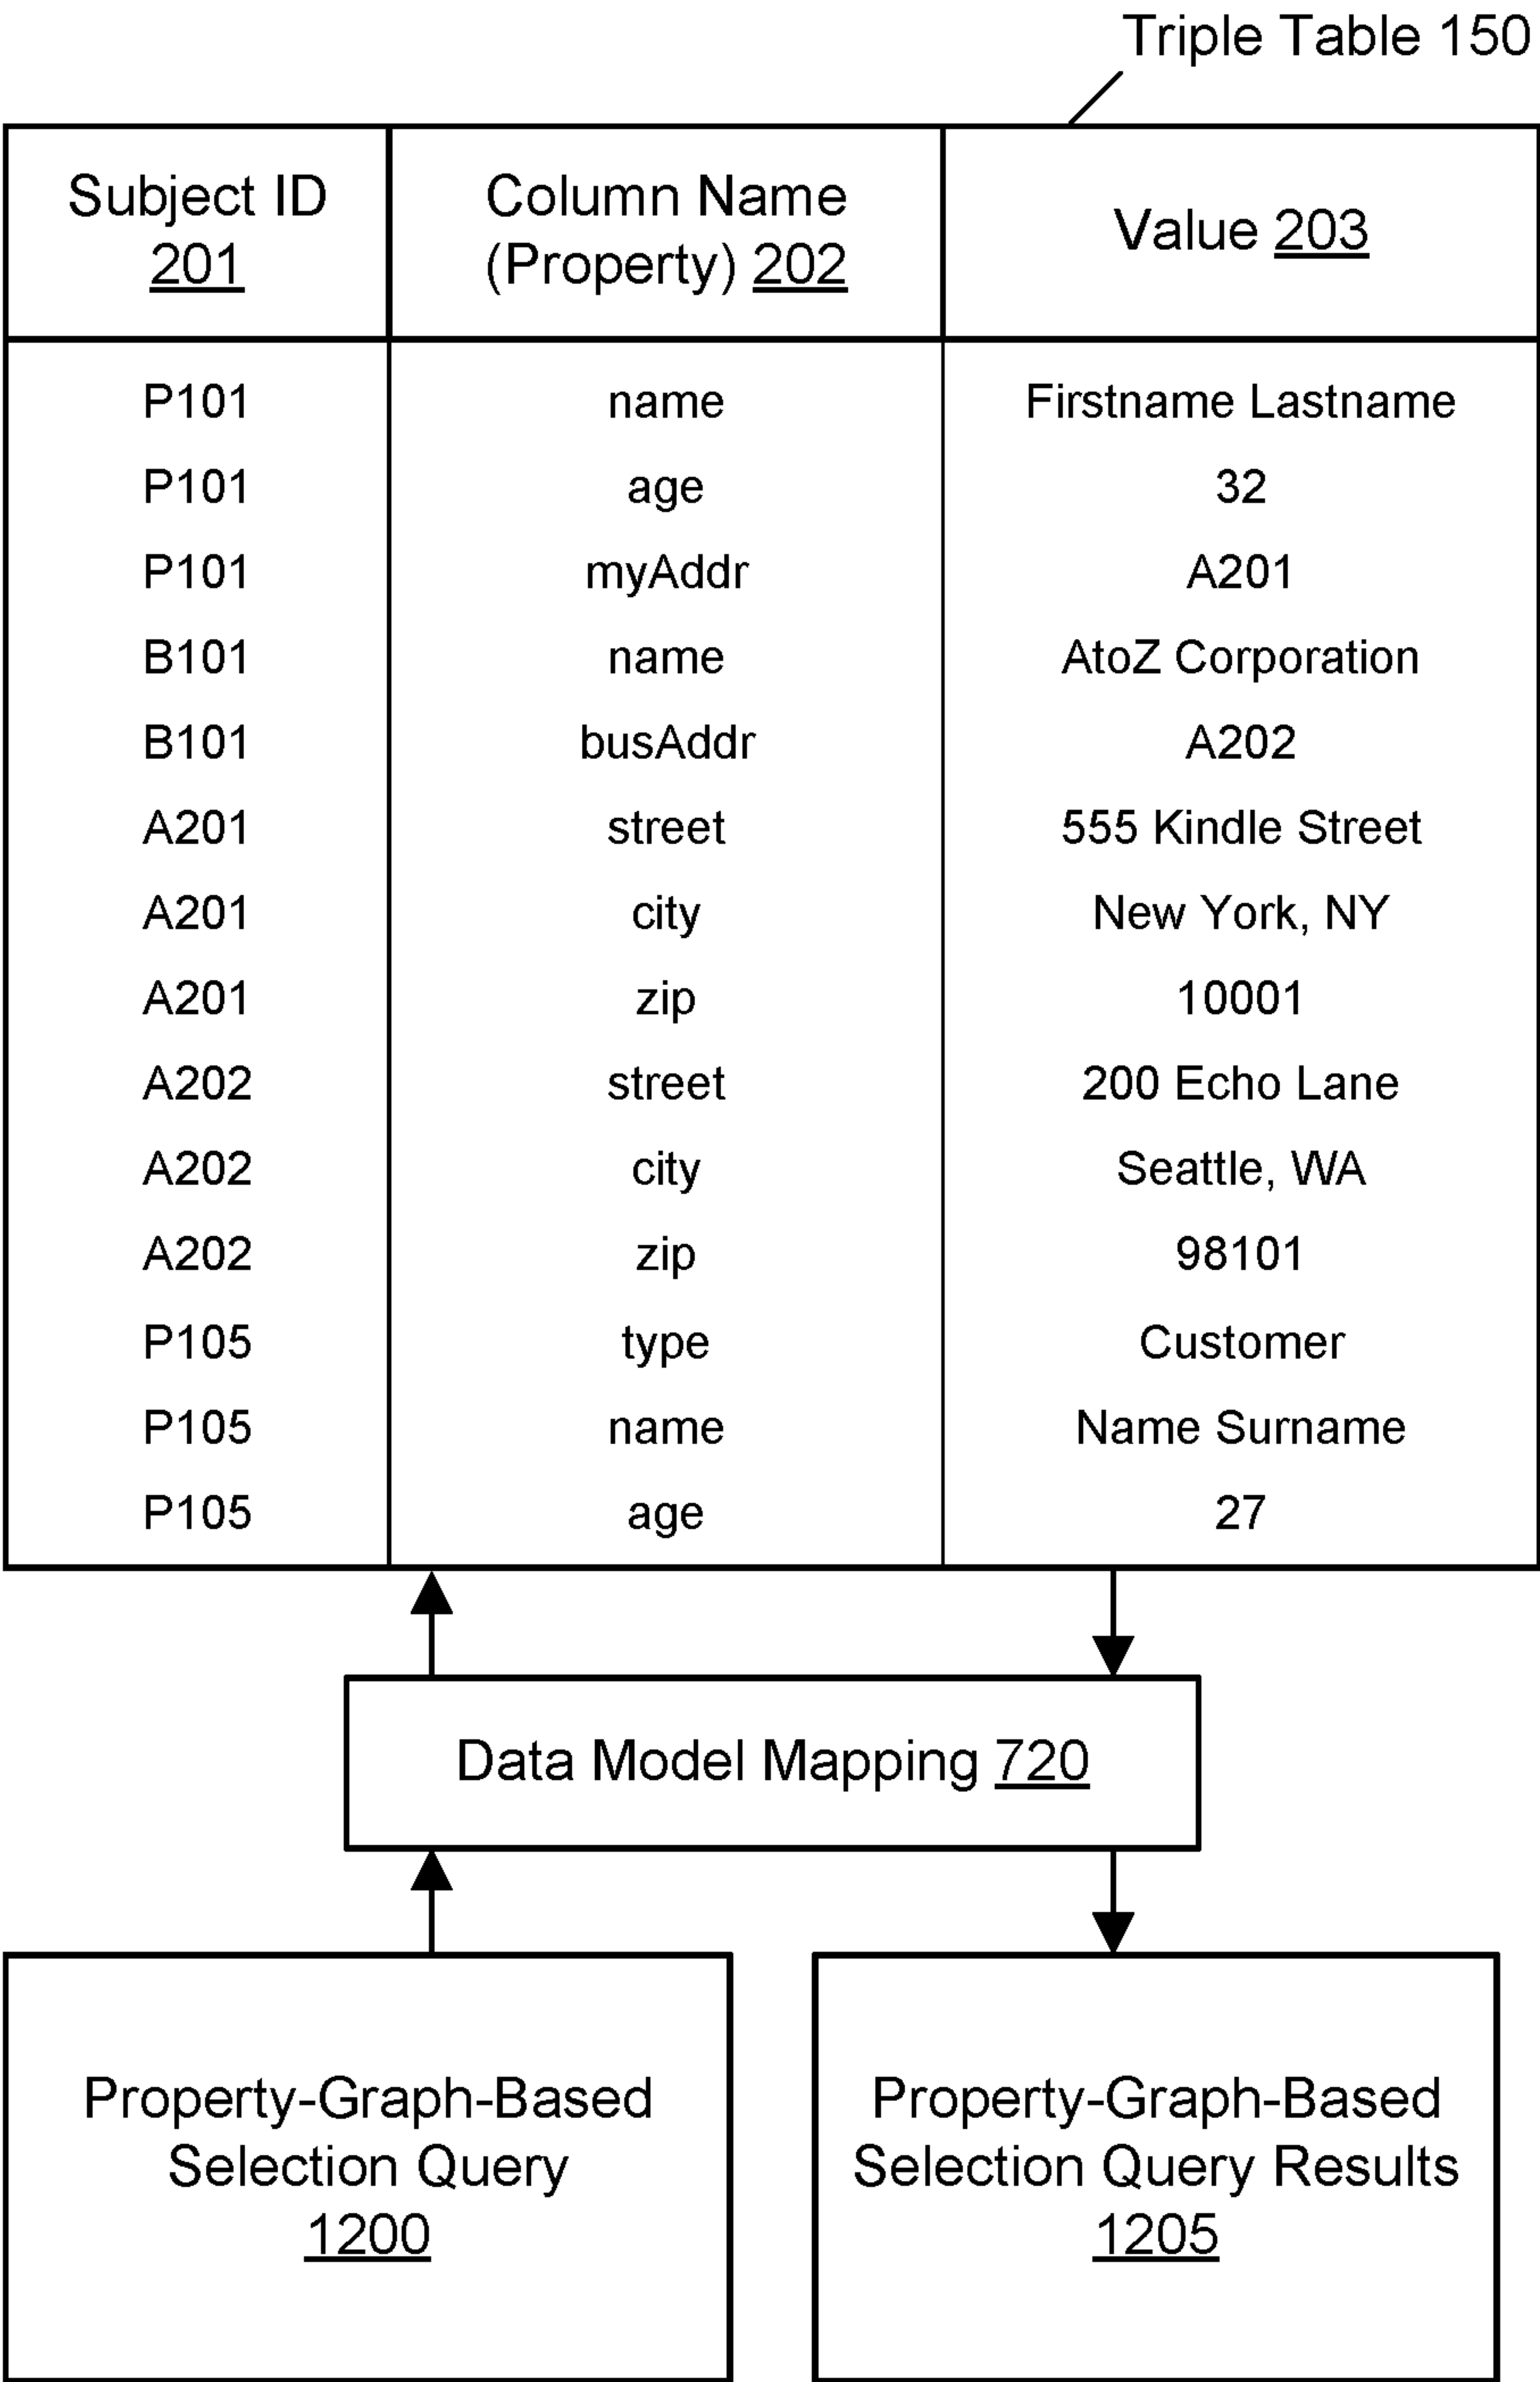 Triple Table 150
Subject ID
201
Column Name
(Property) 202
Value 203
P101 name Firstname Lastname
P101 age 32
P101 myAddr A201
B101 name AtoZ Corporation
B101 busAddr A202
A201 street 555 Kindle Street
A201 city New York, NY
A201 zip 10001
A202 street 200 Echo Lane
A202 city Seattle, WA
A202 zip 98101
P105 type Customer
P105 name Name Surname
P105 age 27
Data Model Mapping 720
Property-Graph-Based
Selection Query
1200
Property-Graph-Based
Selection Query Results
1205